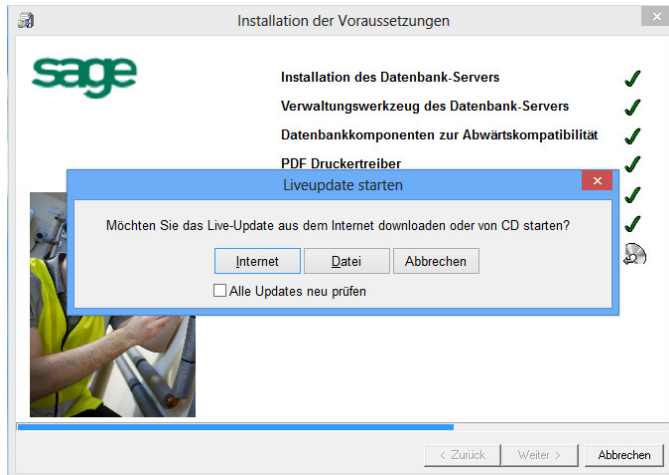 Installation der Voraussetzungen
sage
Installation des Datenbank-Servers
Verwaltungswerkzeug des Datenbank-Servers
Datenbankkomponenten zur Abwärtskompatibilität
PDF Druckertreiber
Liveupdate starten
Möchten Sie das Live-Update aus dem Internet downloaden oder von CD starten?
Internet Datei Abbrechen
Alle Updates neu prüfen
< Zurück Weiter > Abbrechen